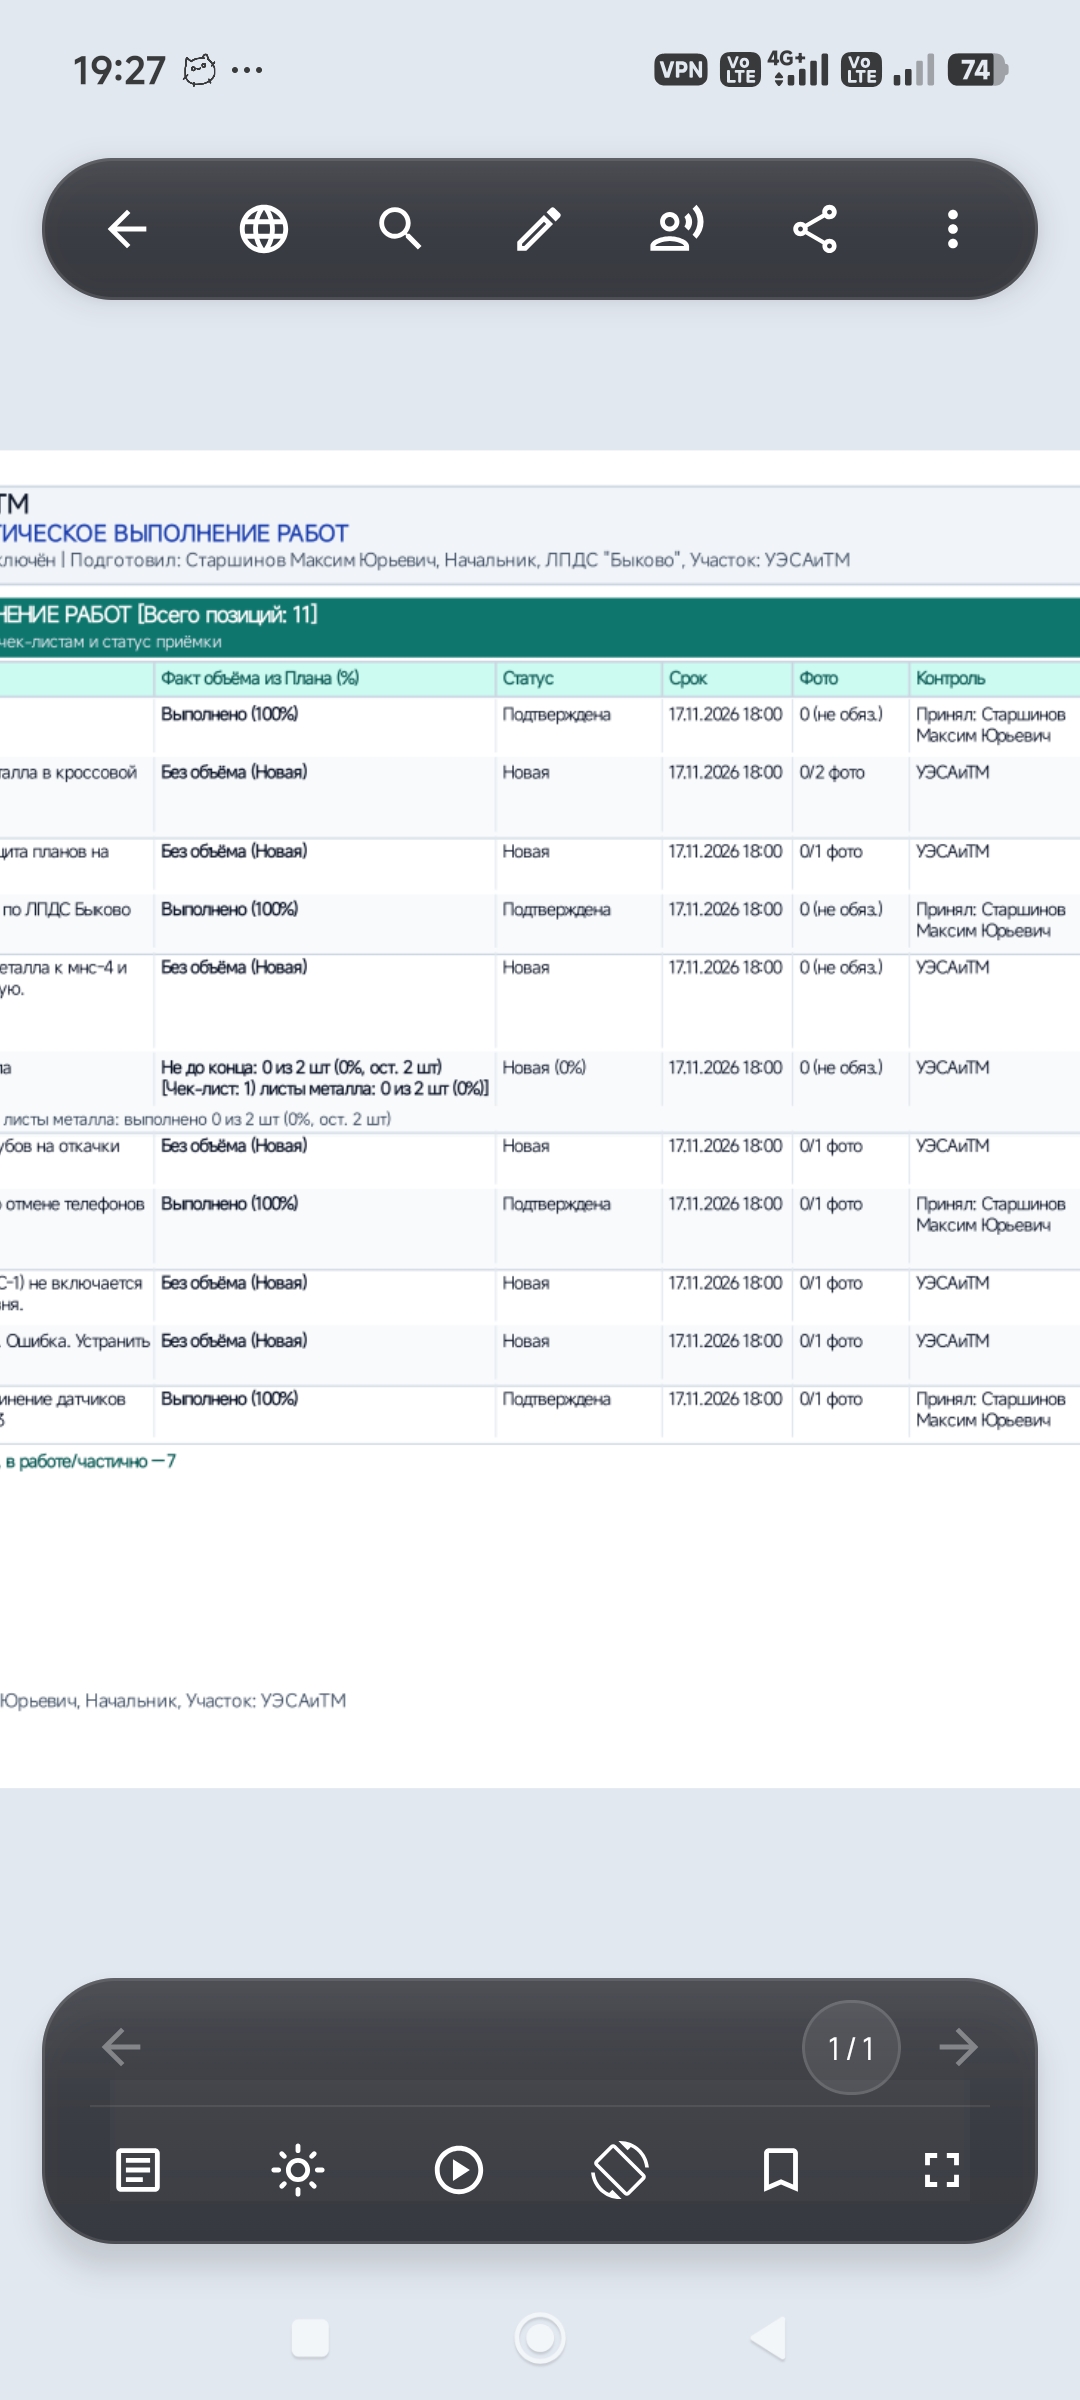 19:27
VPN
Vo LTE
4G+
Vo LTE
74
ТМ
ТИЧЕСКОЕ ВЫПОЛНЕНИЕ РАБОТ
ключён | Подготовил: Старшинов Максим Юрьевич, Начальник, ЛПДС "Быково", Участок: УЭСАиТМ
НЕНИЕ РАБОТ [Всего позиций: 11]
чек-листам и статус приёмки
Факт объёма из Плана (%) Статус Срок Фото Контроль
Выполнено (100%) Подтверждена 17.11.2026 18:00 0 (не обяз.) Принял: Старшинов
Максим Юрьевич
талла в кроссовой Без объёма (Новая) Новая 17.11.2026 18:00 0/2 фото УЭСАиТМ
щита планов на Без объёма (Новая) Новая 17.11.2026 18:00 0/1 фото УЭСАиТМ
по ЛПДС Быково Выполнено (100%) Подтверждена 17.11.2026 18:00 0 (не обяз.) Принял: Старшинов
Максим Юрьевич
еталла к мнс-4 и Без объёма (Новая) Новая 17.11.2026 18:00 0 (не обяз.) УЭСАиТМ
ую.
ла Не до конца: 0 из 2 шт (0%, ост. 2 шт) Новая (0%) 17.11.2026 18:00 0 (не обяз.) УЭСАиТМ
[Чек-лист: 1) листы металла: 0 из 2 шт (0%)]
листы металла: выполнено 0 из 2 шт (0%, ост. 2 шт)
убов на откачки Без объёма (Новая) Новая 17.11.2026 18:00 0/1 фото УЭСАиТМ
о отмене телефонов Выполнено (100%) Подтверждена 17.11.2026 18:00 0/1 фото Принял: Старшинов
Максим Юрьевич
С-1) не включается Без объёма (Новая) Новая 17.11.2026 18:00 0/1 фото УЭСАиТМ
ня.
. Ошибка. Устранить Без объёма (Новая) Новая 17.11.2026 18:00 0/1 фото УЭСАиТМ
инение датчиков Выполнено (100%) Подтверждена 17.11.2026 18:00 0/1 фото Принял: Старшинов
3 Максим Юрьевич
, в работе/частично — 7
Юрьевич, Начальник, Участок: УЭСАиТМ
1 / 1